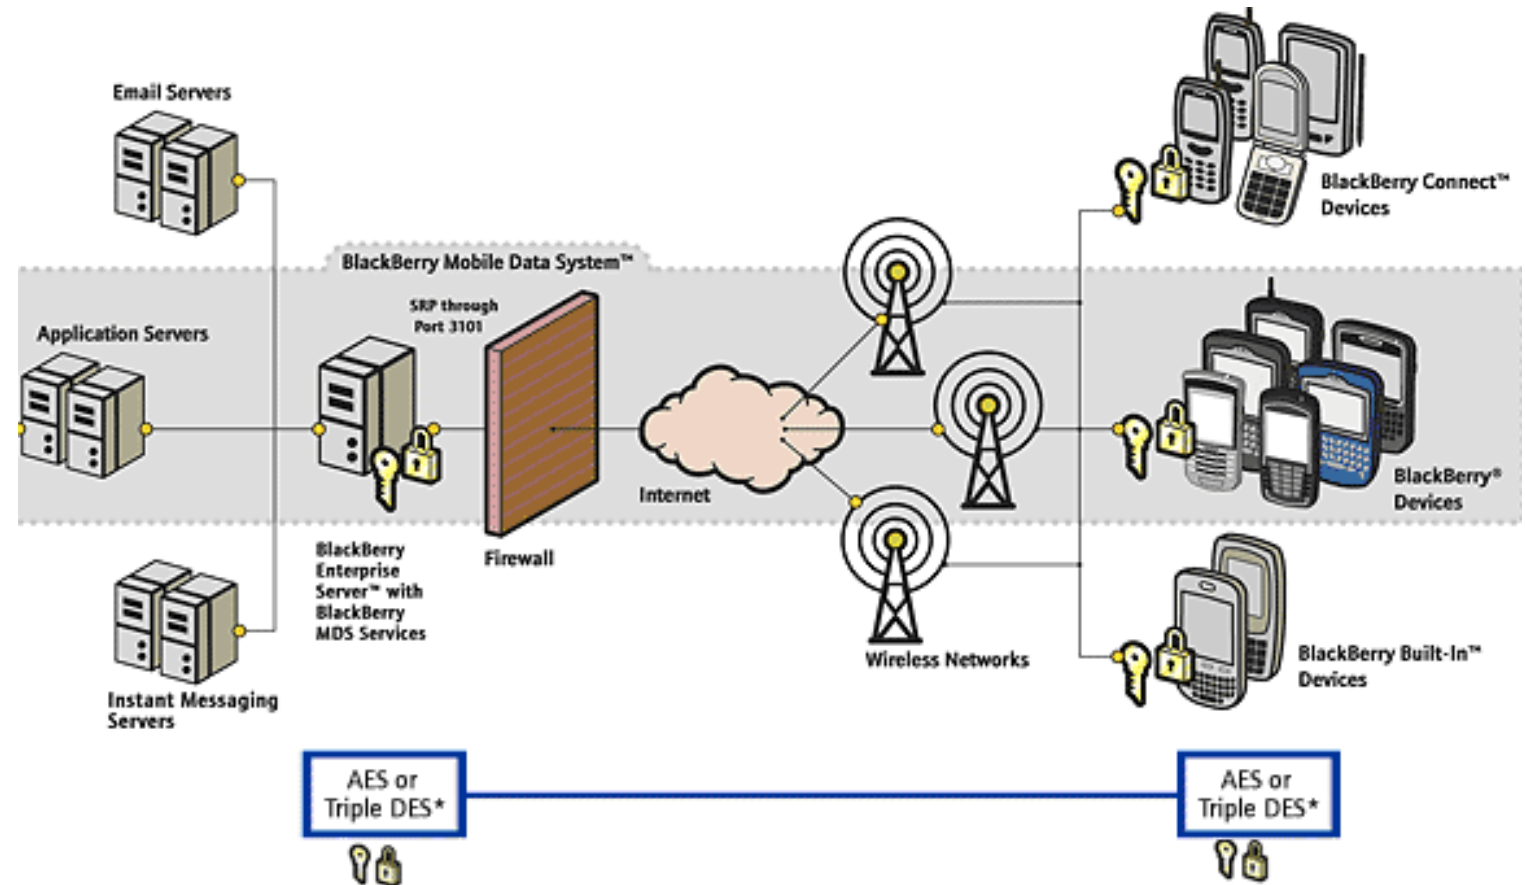 Email Servers
BlackBerry Connect™
Devices
BlackBerry Mobile Data System™
SRP through
Port 3101
Application Servers
Internet
BlackBerry®
Devices
BlackBerry
Enterprise
Server™ with
BlackBerry
MDS Services
Firewall
Wireless Networks
BlackBerry Built-In™
Devices
Instant Messaging
Servers
AES or
Triple DES*
AES or
Triple DES*